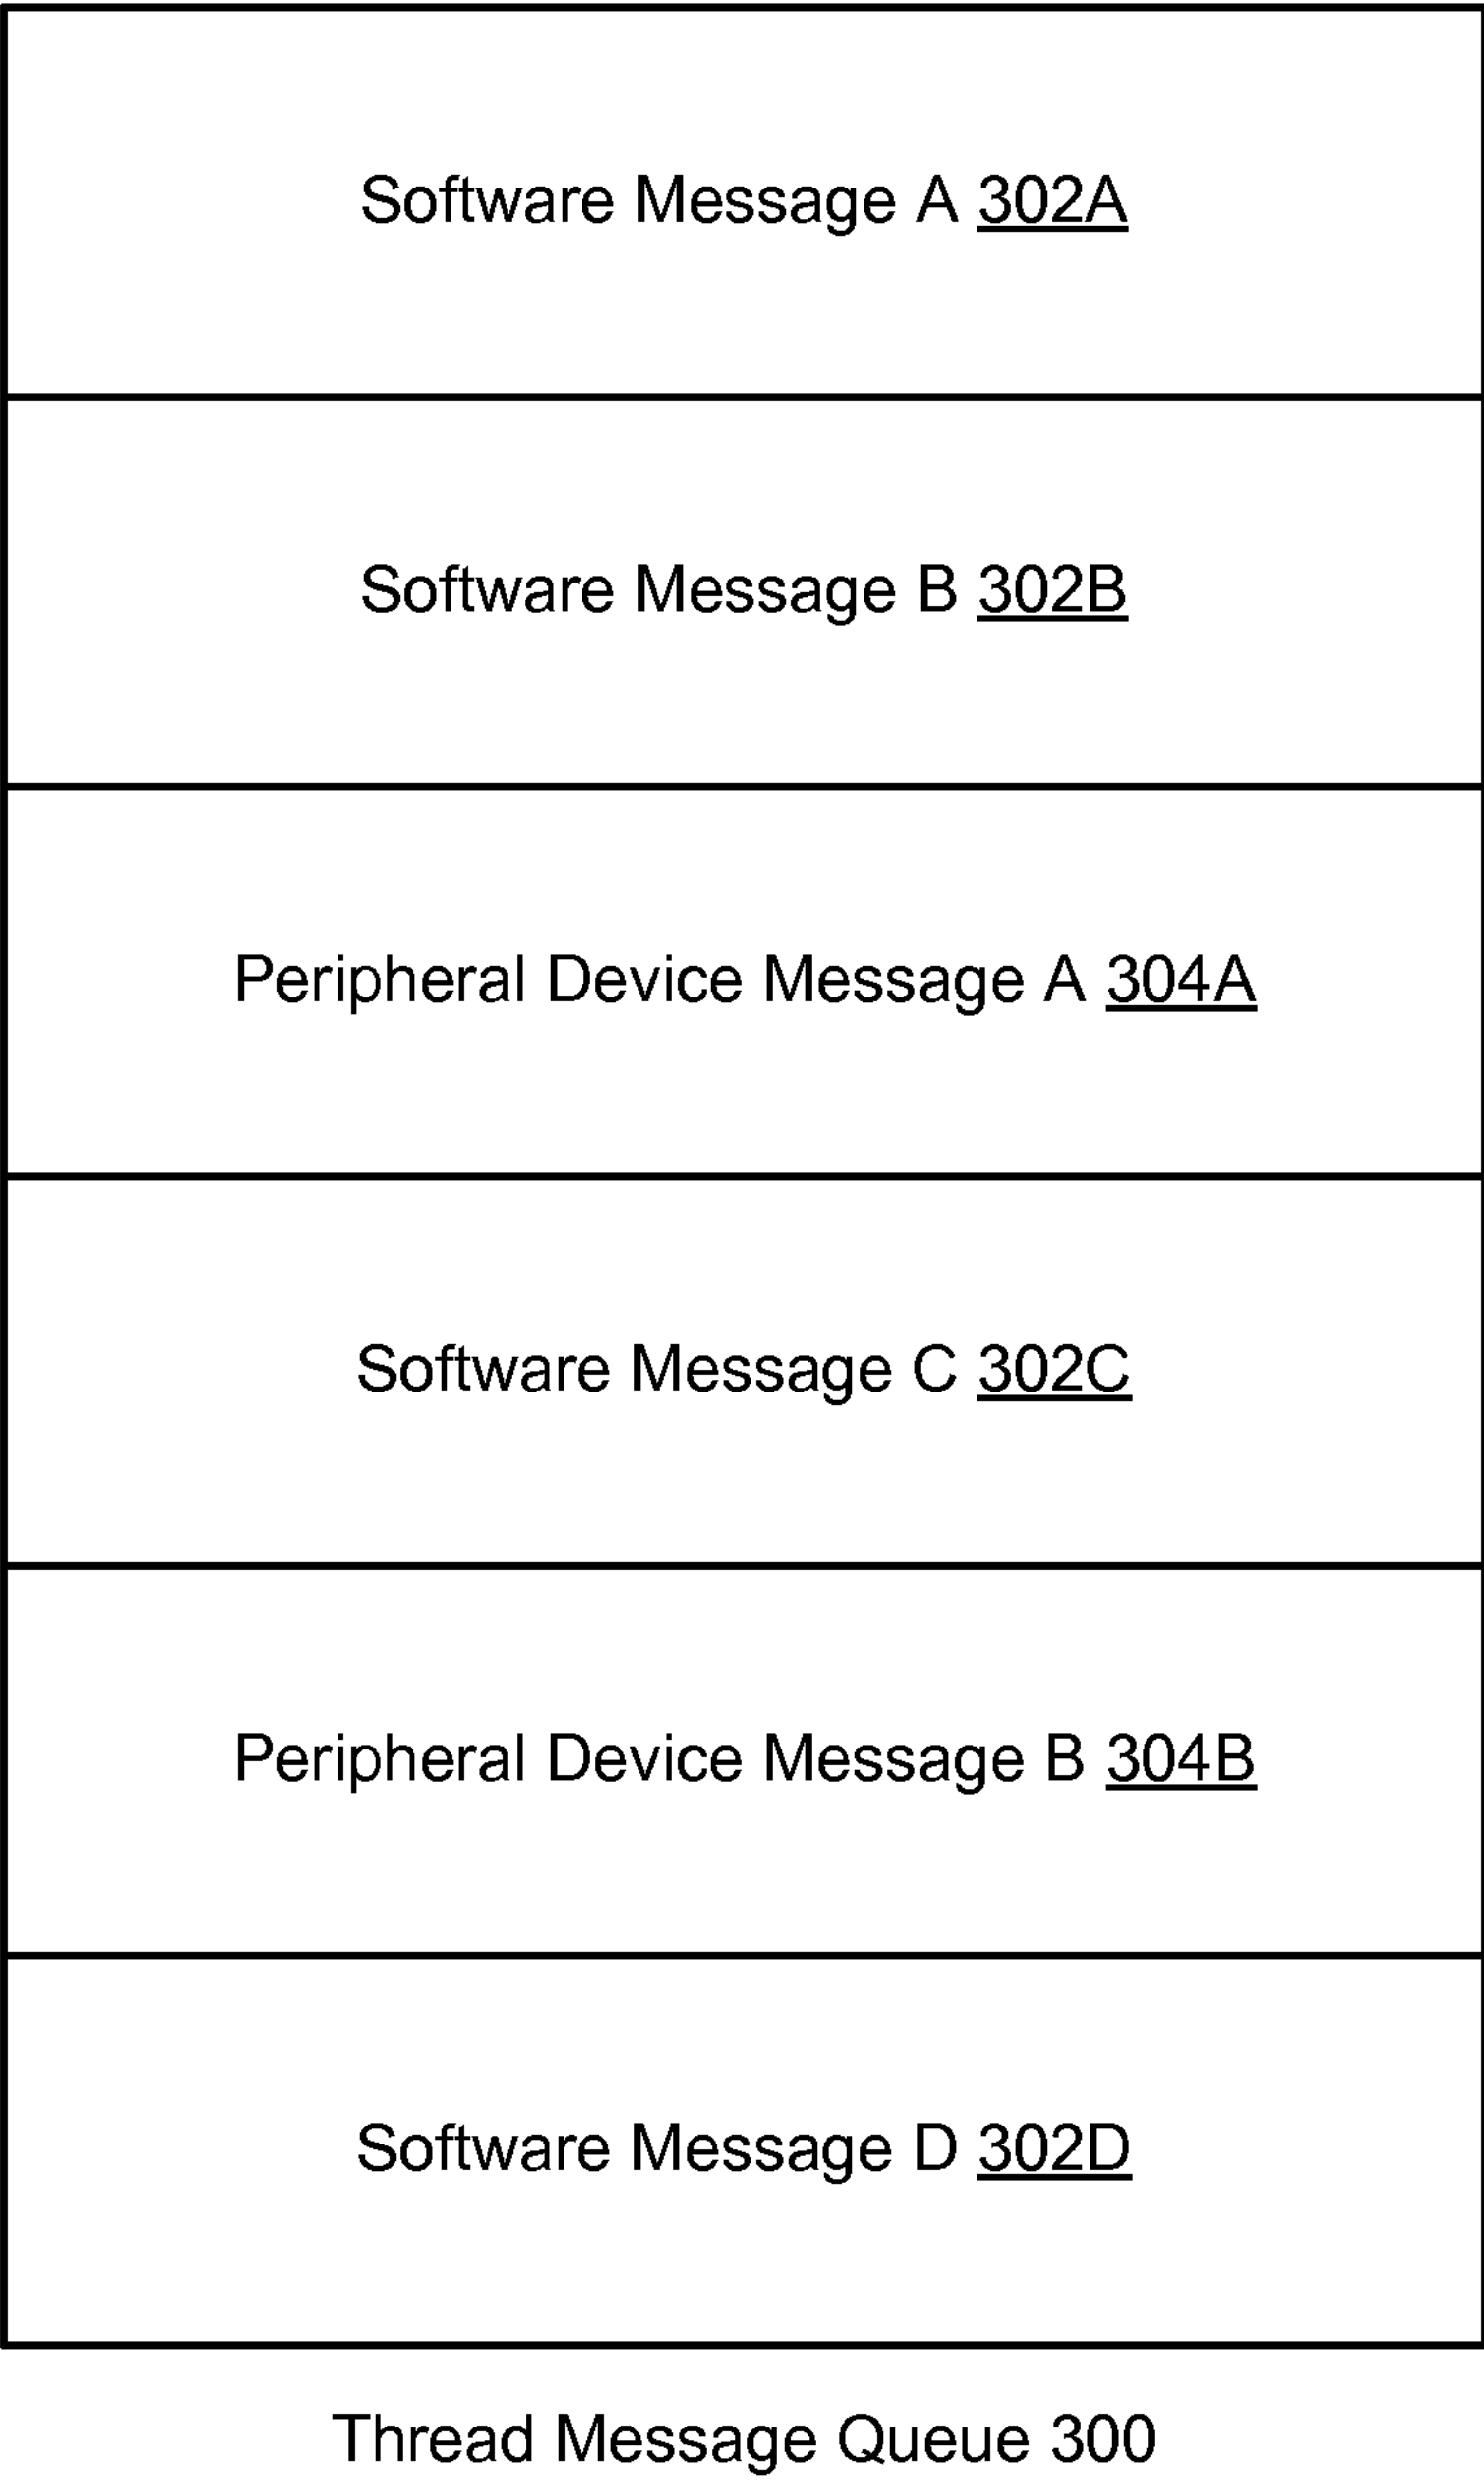 Software Message A 302A
Software Message B 302B
Peripheral Device Message A 304A
Software Message C 302C
Peripheral Device Message B 304B
Software Message D 302D
Thread Message Queue 300